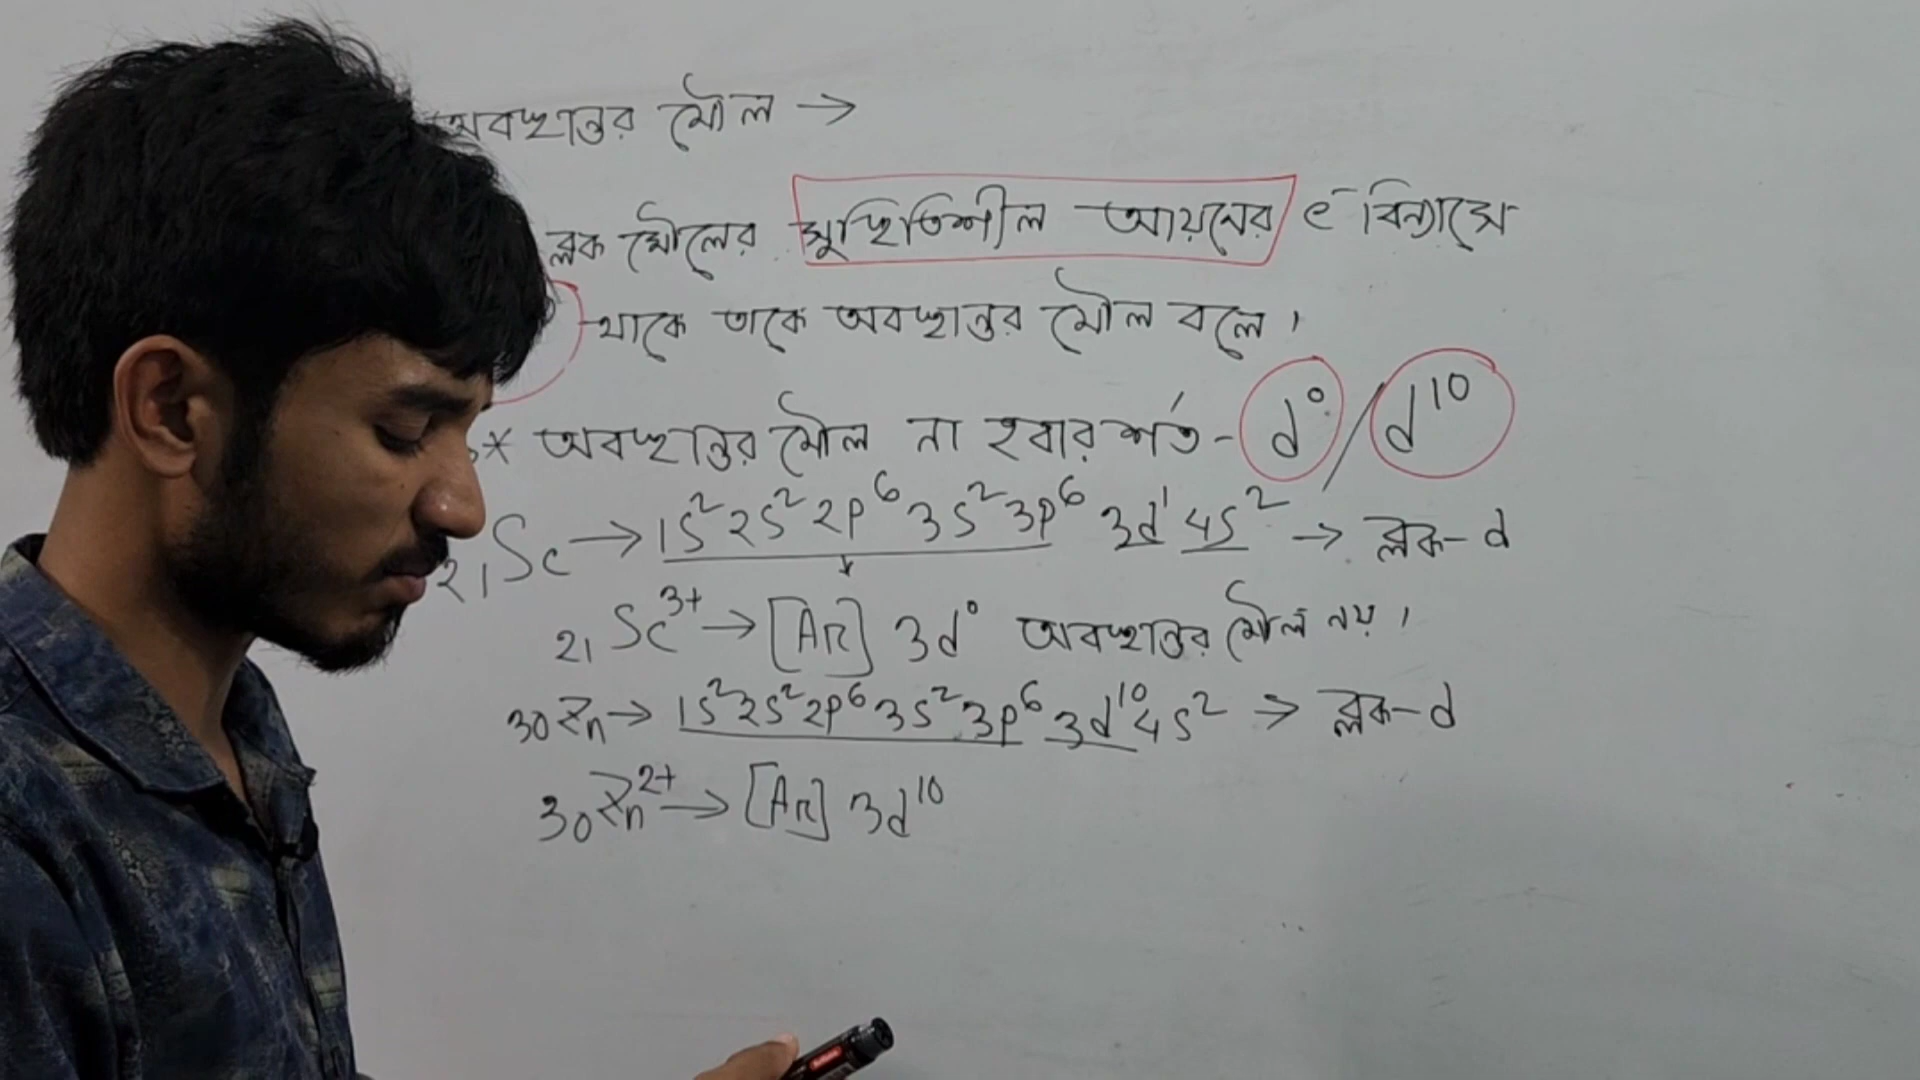 অবস্থান্তর মৌল →
ব্লক মৌলের সুস্থিতিশীল আয়নের e⁻ বিন্যাসে
থাকে তাকে অবস্থান্তর মৌল বলে।
* অবস্থান্তর মৌল না হবার শর্ত - d⁰ / d¹⁰
₂₁Sc → 1s² 2s² 2p⁶ 3s² 3p⁶ 3d¹ 4s² → ব্লক-d
₂₁Sc³⁺ → [Ar] 3d⁰ অবস্থান্তর মৌল নয়।
₃₀Zn → 1s² 2s² 2p⁶ 3s² 3p⁶ 3d¹⁰ 4s² → ব্লক-d
₃₀Zn²⁺ → [Ar] 3d¹⁰